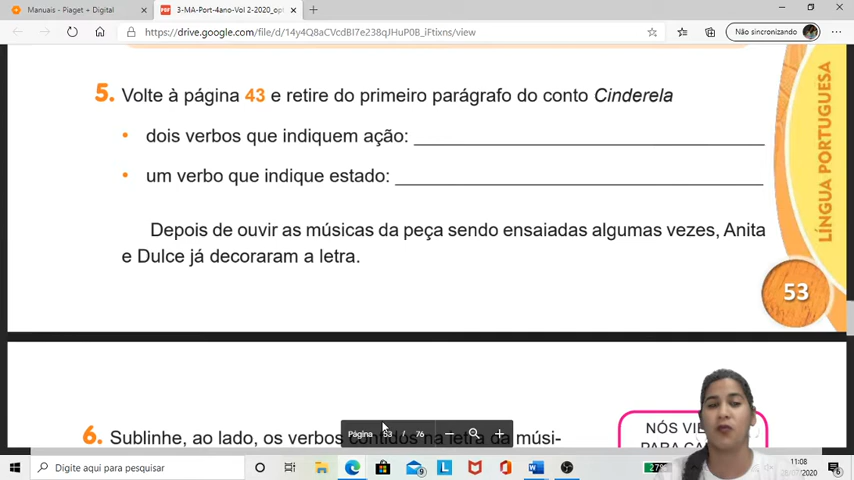 Manuais - Piaget + Digital
3-MA-Port-4ano-Vol 2-2020_opt
https://drive.google.com/file/d/14y4Q8aCVcdBI7e238qJHuP0B_iFtixns/view
Não sincronizando
5. Volte à página 43 e retire do primeiro parágrafo do conto Cinderela
• dois verbos que indiquem ação:
• um verbo que indique estado:
Depois de ouvir as músicas da peça sendo ensaiadas algumas vezes, Anita
e Dulce já decoraram a letra.
LÍNGUA PORTUGUESA
53
6. Sublinhe, ao lado, os verbos contidos na letra da músi-
Página 53 / 76
Digite aqui para pesquisar
27%
11:08